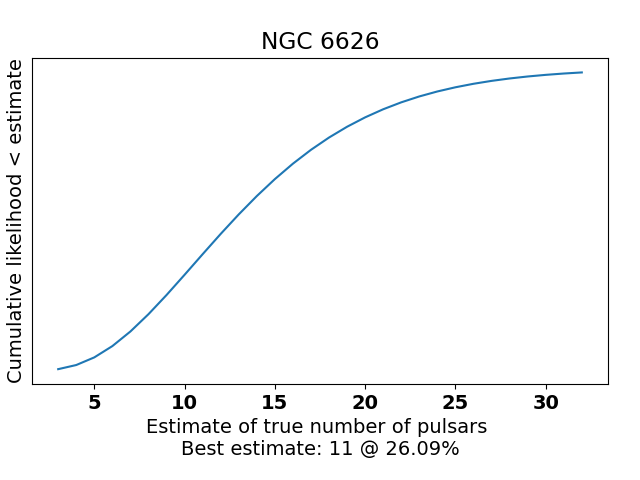 NGC 6626
Cumulative likelihood < estimate
5 10 15 20 25 30
Estimate of true number of pulsars
Best estimate: 11 @ 26.09%